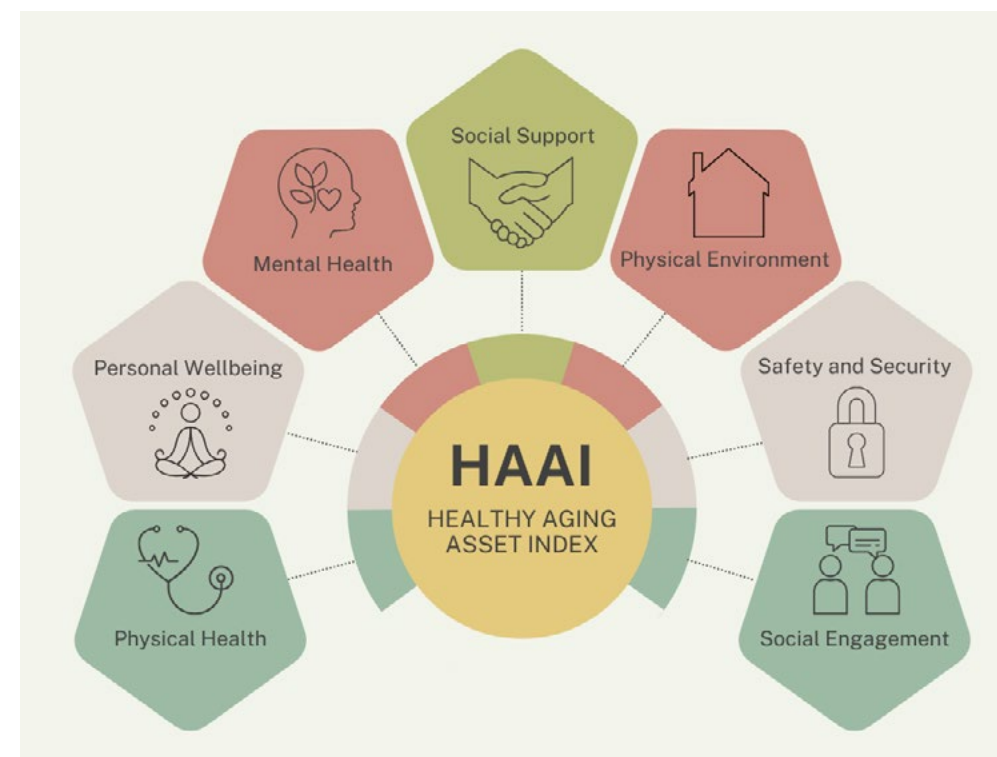 Social Support
Mental Health
Physical Environment
Personal Wellbeing
Safety and Security
HAAI
HEALTHY AGING
ASSET INDEX
Physical Health
Social Engagement